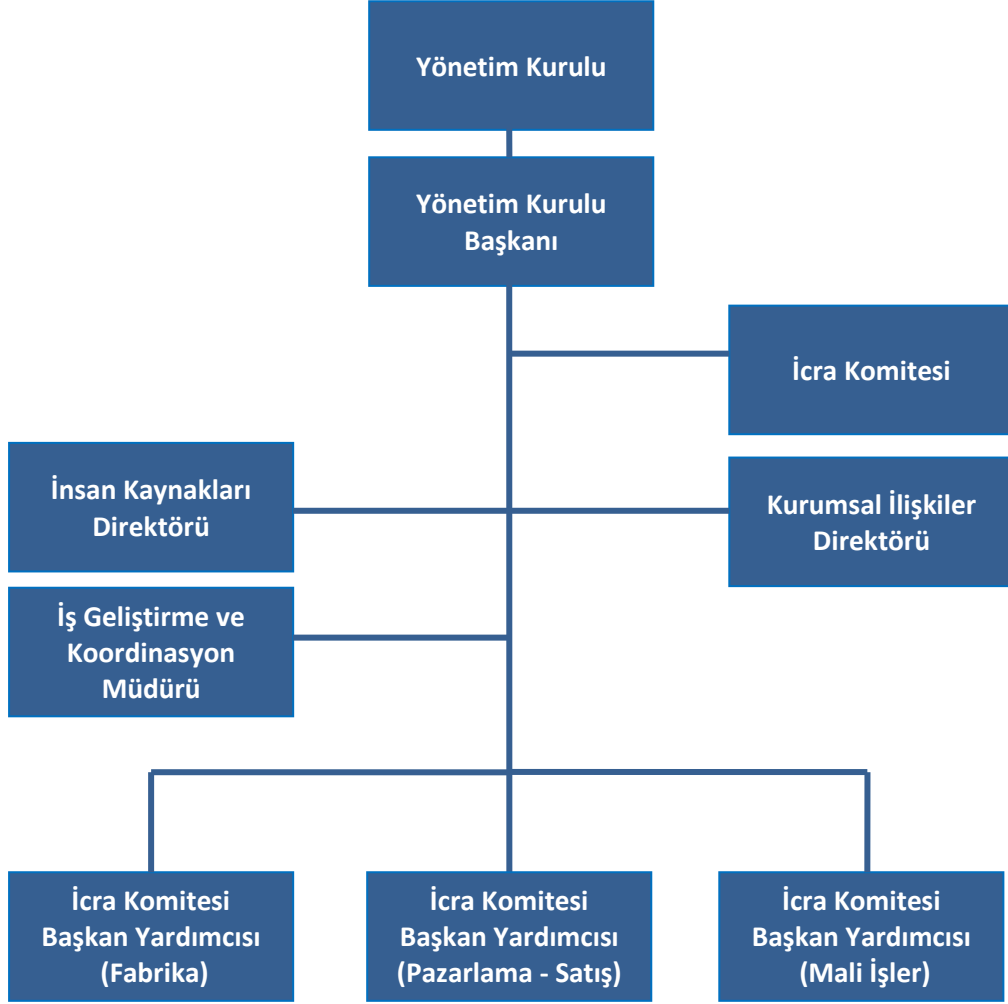 Yönetim Kurulu
Yönetim Kurulu
Başkanı
İcra Komitesi
İnsan Kaynakları
Direktörü
Kurumsal İlişkiler
Direktörü
İş Geliştirme ve
Koordinasyon
Müdürü
İcra Komitesi
Başkan Yardımcısı
(Fabrika)
İcra Komitesi
Başkan Yardımcısı
(Pazarlama - Satış)
İcra Komitesi
Başkan Yardımcısı
(Mali İşler)